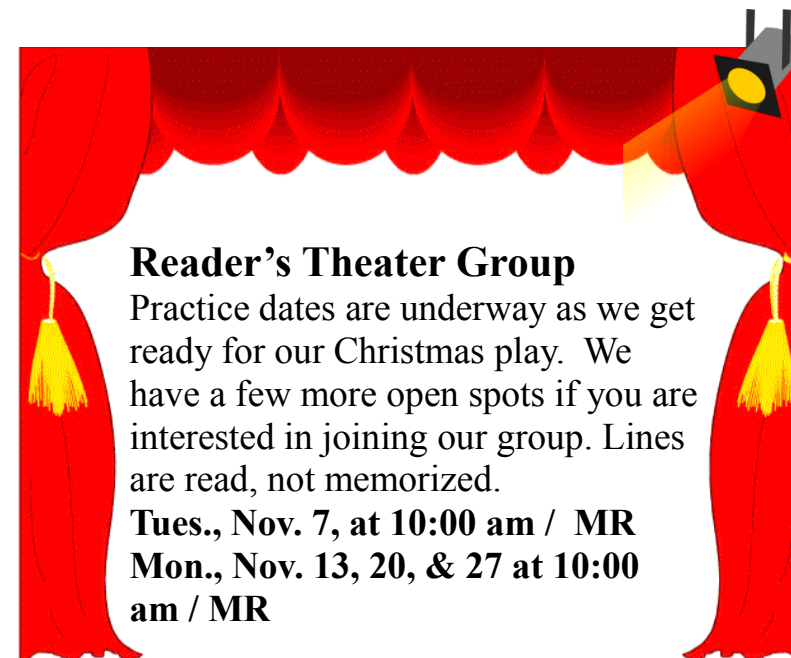 Reader’s Theater Group
Practice dates are underway as we get
ready for our Christmas play.  We
have a few more open spots if you are
interested in joining our group. Lines
are read, not memorized.
Tues., Nov. 7, at 10:00 am /  MR
Mon., Nov. 13, 20, & 27 at 10:00
am / MR